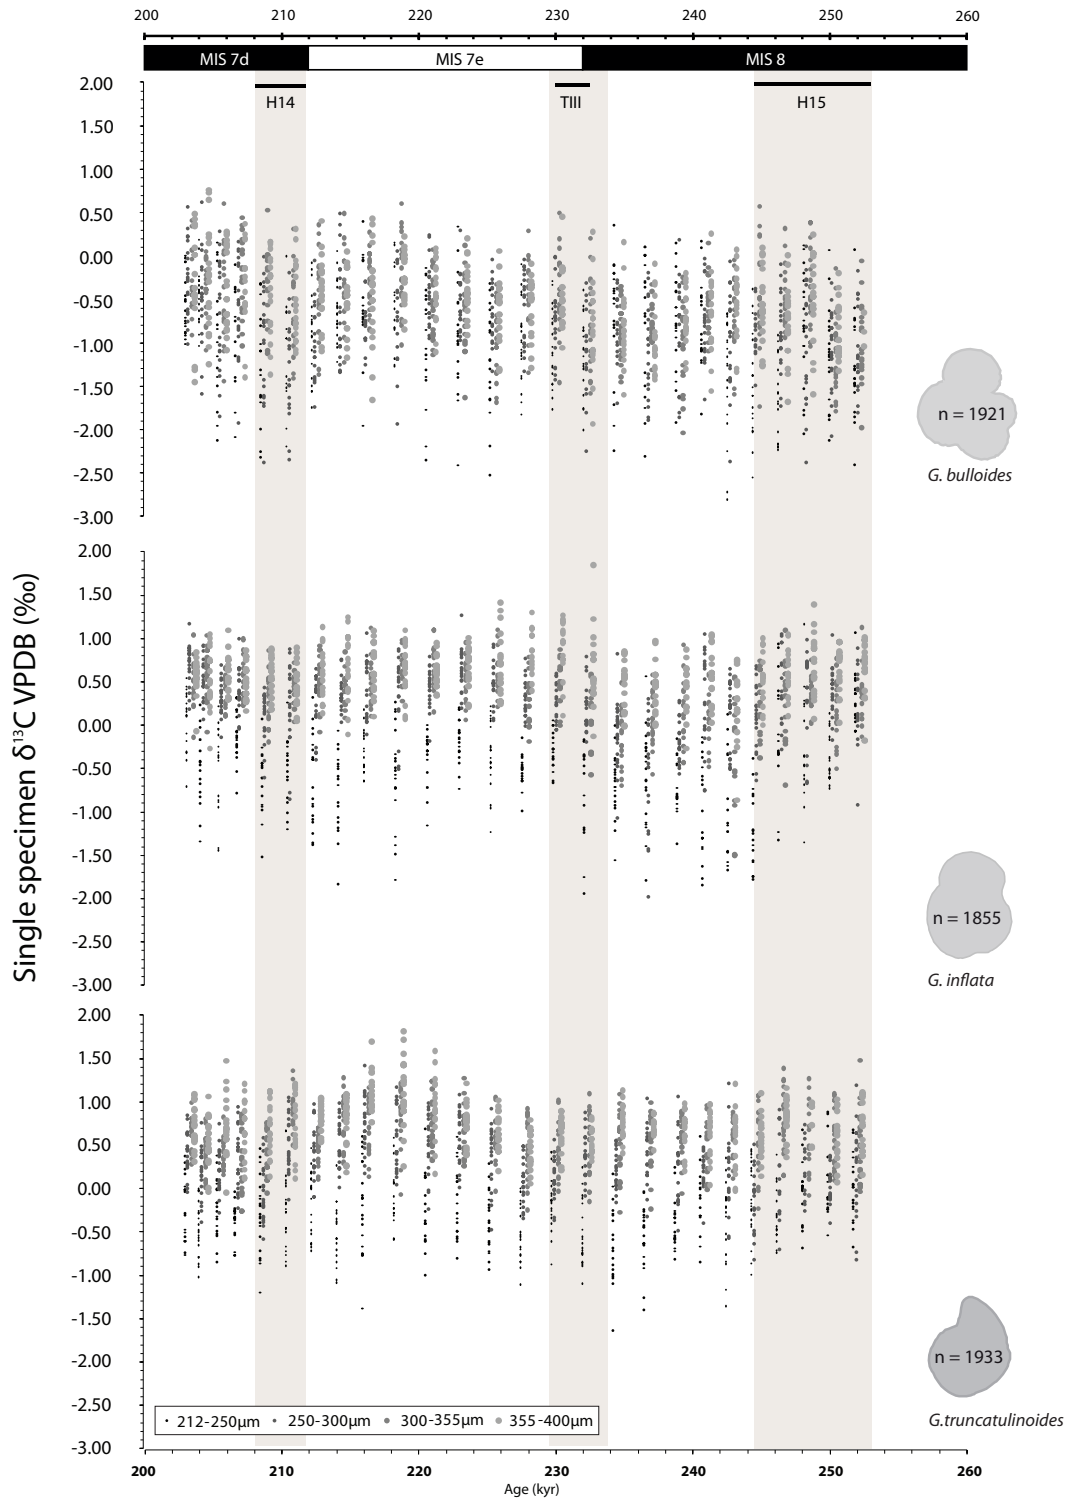 200 210 220 230 240 250 260
MIS 7d MIS 7e MIS 8
2.00
H14 TIII H15
1.50
1.00
0.50
0.00
-0.50
-1.00
-1.50
n = 1921
-2.00
G. bulloides
-2.50
-3.00
2.00
1.50
1.00
0.50
0.00
-0.50
-1.00
-1.50
-2.00
n = 1855
-2.50
G. inflata
-3.00
Single specimen δ13C VPDB (‰)
2.00
1.50
1.00
0.50
0.00
-0.50
-1.00
-1.50
-2.00
n = 1933
-2.50
212-250μm 250-300μm 300-355μm 355-400μm
G.truncatulinoides
-3.00
200 210 220 230 240 250 260
Age (kyr)